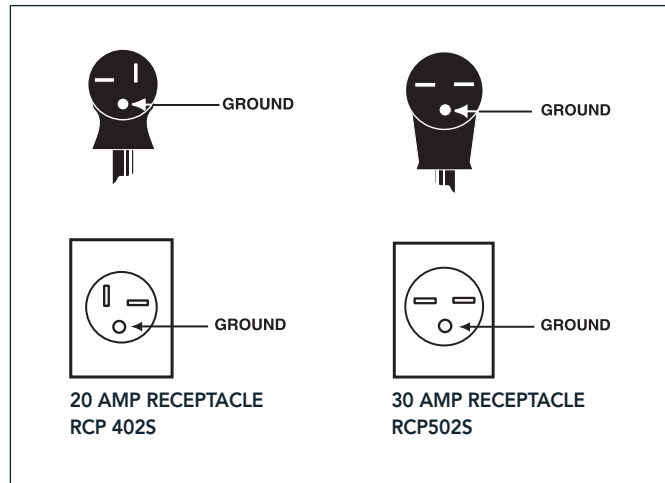 GROUND
GROUND
GROUND
GROUND
20 AMP RECEPTACLE
RCP 402S
30 AMP RECEPTACLE
RCP502S